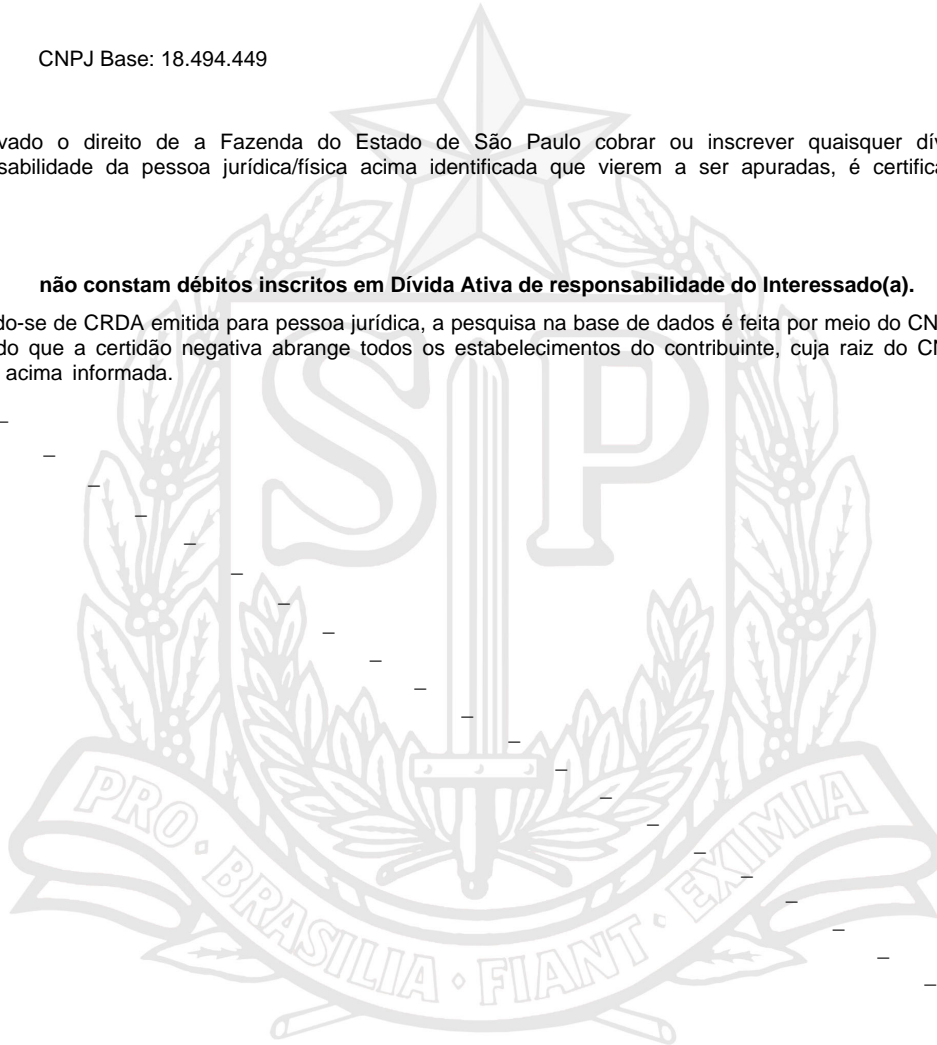 CNPJ Base: 18.494.449
vado o direito de a Fazenda do Estado de São Paulo cobrar ou inscrever quaisquer dív
sabilidade da pessoa jurídica/física acima identificada que vierem a ser apuradas, é certifica
não constam débitos inscritos em Dívida Ativa de responsabilidade do Interessado(a).
do-se de CRDA emitida para pessoa jurídica, a pesquisa na base de dados é feita por meio do CN
do que a certidão negativa abrange todos os estabelecimentos do contribuinte, cuja raiz do CN
acima informada.
SP
PRO • BRASILIA • FIANT • EXIMIA